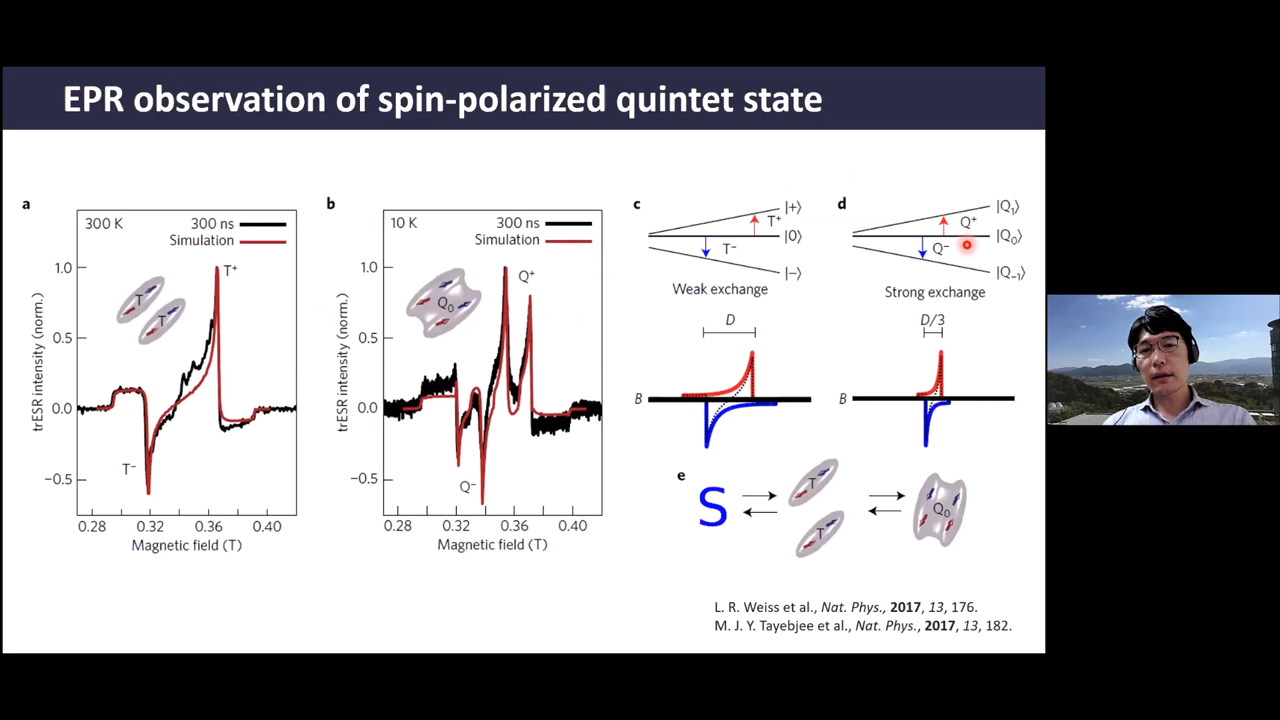 EPR observation of spin-polarized quintet state
a
300 K
300 ns
Simulation
1.0
0.5
0.0
−0.5
trESR intensity (norm.)
T⁺
T⁻
T
T
0.28
0.32
0.36
0.40
Magnetic field (T)
b
10 K
300 ns
Simulation
1.0
0.5
0.0
−0.5
trESR intensity (norm.)
Q₀
Q⁺
Q⁻
0.28
0.32
0.36
0.40
Magnetic field (T)
c
|+⟩
T⁺
|0⟩
T⁻
|−⟩
Weak exchange
D
B
d
|Q₁⟩
Q⁺
|Q₀⟩
Q⁻
|Q₋₁⟩
Strong exchange
D/3
B
e
S
T
T
Q₀
L. R. Weiss et al., Nat. Phys., 2017, 13, 176.
M. J. Y. Tayebjee et al., Nat. Phys., 2017, 13, 182.